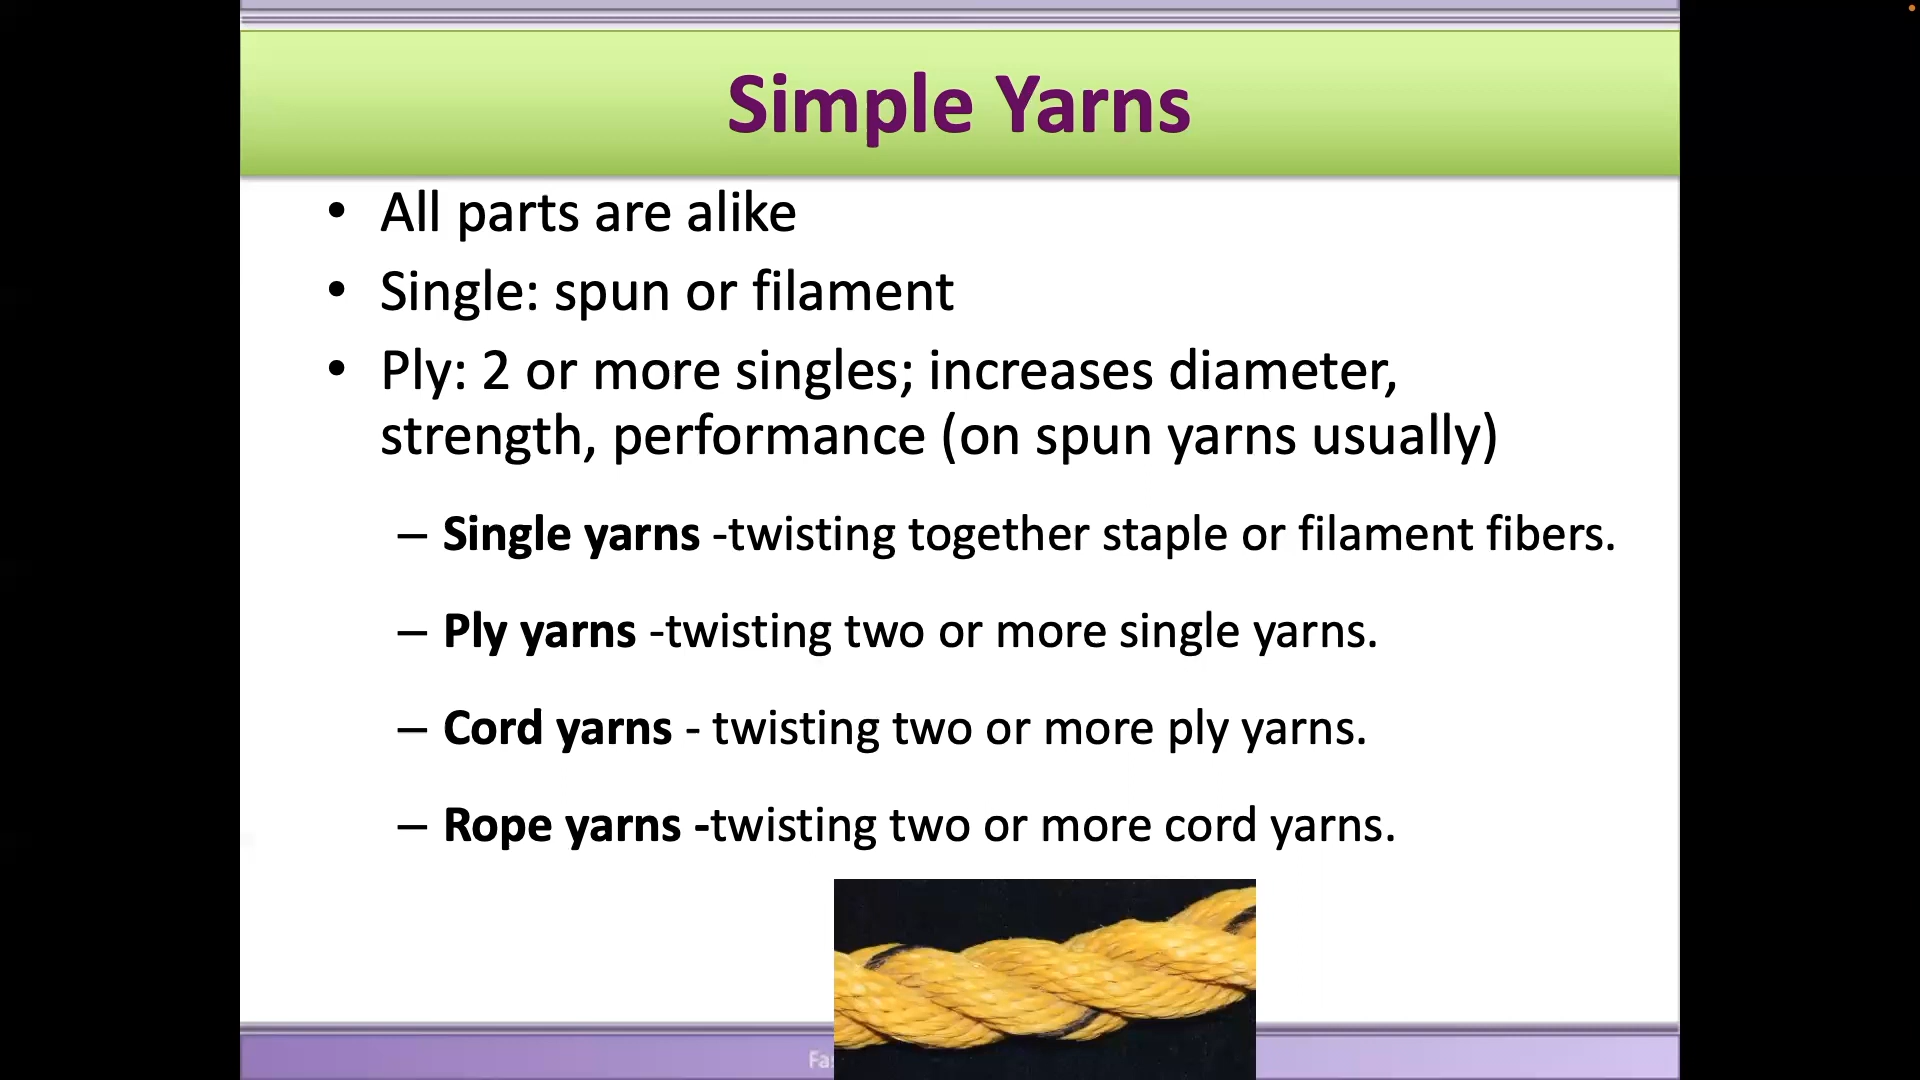 Simple Yarns
• All parts are alike
• Single: spun or filament
• Ply: 2 or more singles; increases diameter,
strength, performance (on spun yarns usually)
– Single yarns -twisting together staple or filament fibers.
– Ply yarns -twisting two or more single yarns.
– Cord yarns - twisting two or more ply yarns.
– Rope yarns -twisting two or more cord yarns.